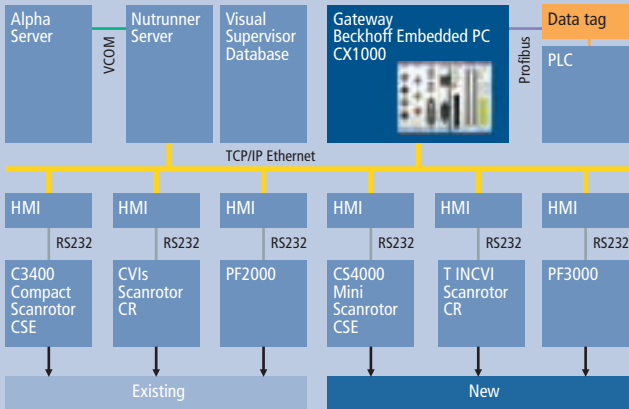 Alpha
Server
VCOM
Nutrunner
Server
Visual
Supervisor
Database
Gateway
Beckhoff Embedded PC
CX1000
Profibus
Data tag
PLC
TCP/IP Ethernet
HMI
HMI
HMI
HMI
HMI
HMI
RS232
RS232
RS232
RS232
RS232
RS232
C3400
Compact
Scanrotor
CSE
CVIs
Scanrotor
CR
PF2000
CS4000
Mini
Scanrotor
CSE
T INCVI
Scanrotor
CR
PF3000
Existing
New